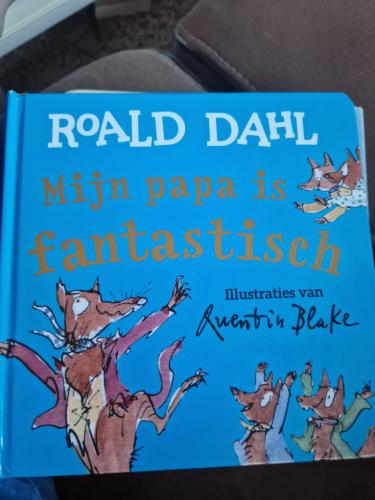 ROALD DAHL
Mijn papa is
fantastisch
Illustraties van
Quentin Blake